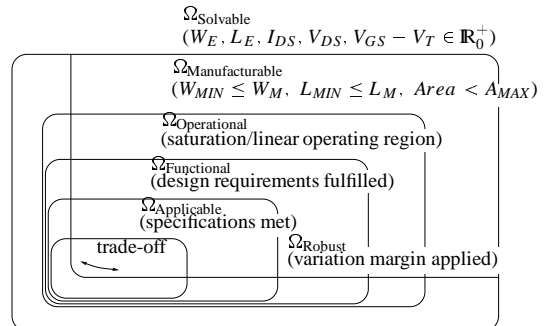 Ω_Solvable
(W_E, L_E, I_DS, V_DS, V_GS − V_T ∈ ℝ₀⁺)
Ω_Manufacturable
(W_MIN ≤ W_M, L_MIN ≤ L_M, Area < A_MAX)
Ω_Operational
(saturation/linear operating region)
Ω_Functional
(design requirements fulfilled)
Ω_Applicable
(specifications met)
trade-off
Ω_Robust
(variation margin applied)